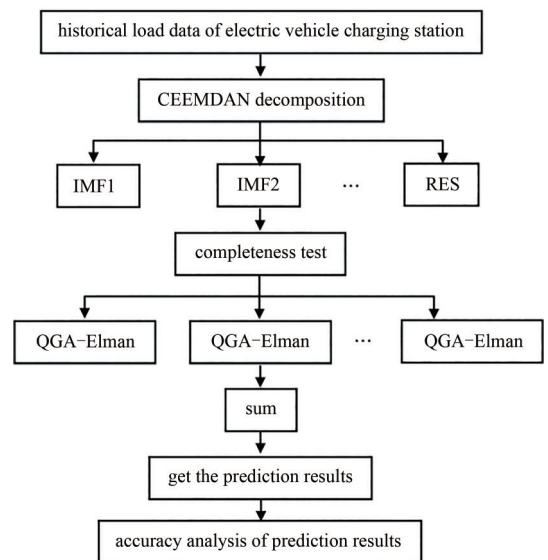 historical load data of electric vehicle charging station
CEEMDAN decomposition
IMF1 IMF2 ... RES
completeness test
QGA-Elman QGA-Elman ... QGA-Elman
sum
get the prediction results
accuracy analysis of prediction results